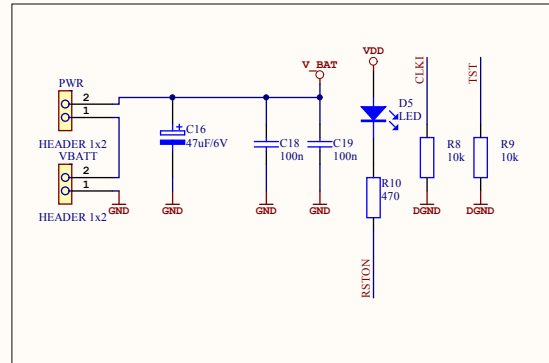 PWR
2
1
HEADER 1x2
VBATT
2
1
HEADER 1x2
GND
+
C16
47uF/6V
GND
C18
100n
GND
V_BAT
C19
100n
GND
VDD
D5
LED
R10
470
RSTON
CLKI
R8
10k
DGND
TST
R9
10k
DGND